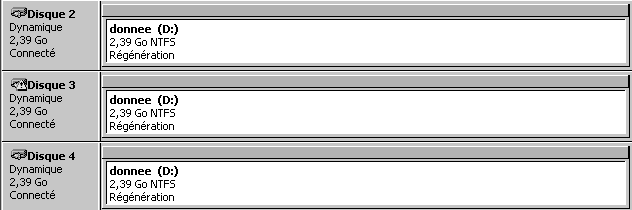 Disque 2
Dynamique
2,39 Go
Connecté
donnee (D:)
2,39 Go NTFS
Régénération
Disque 3
Dynamique
2,39 Go
Connecté
donnee (D:)
2,39 Go NTFS
Régénération
Disque 4
Dynamique
2,39 Go
Connecté
donnee (D:)
2,39 Go NTFS
Régénération